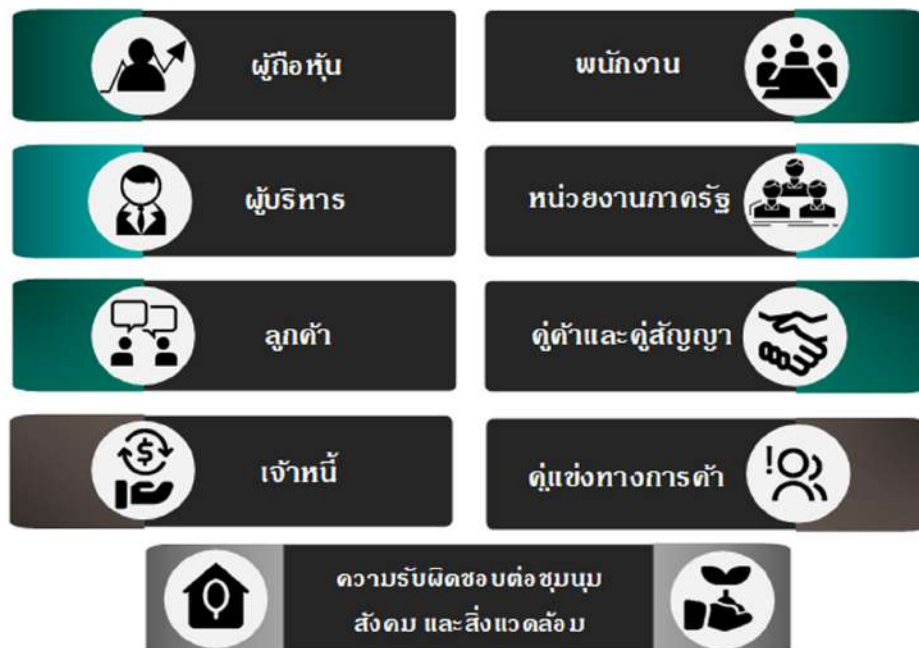 ผู้ถือหุ้น
พนักงาน
ผู้บริหาร
หน่วยงานภาครัฐ
ลูกค้า
คู่ค้าและคู่สัญญา
เจ้าหนี้
คู่แข่งทางการค้า
ความรับผิดชอบต่อชุมนุม
สังคม และสิ่งแวดล้อม